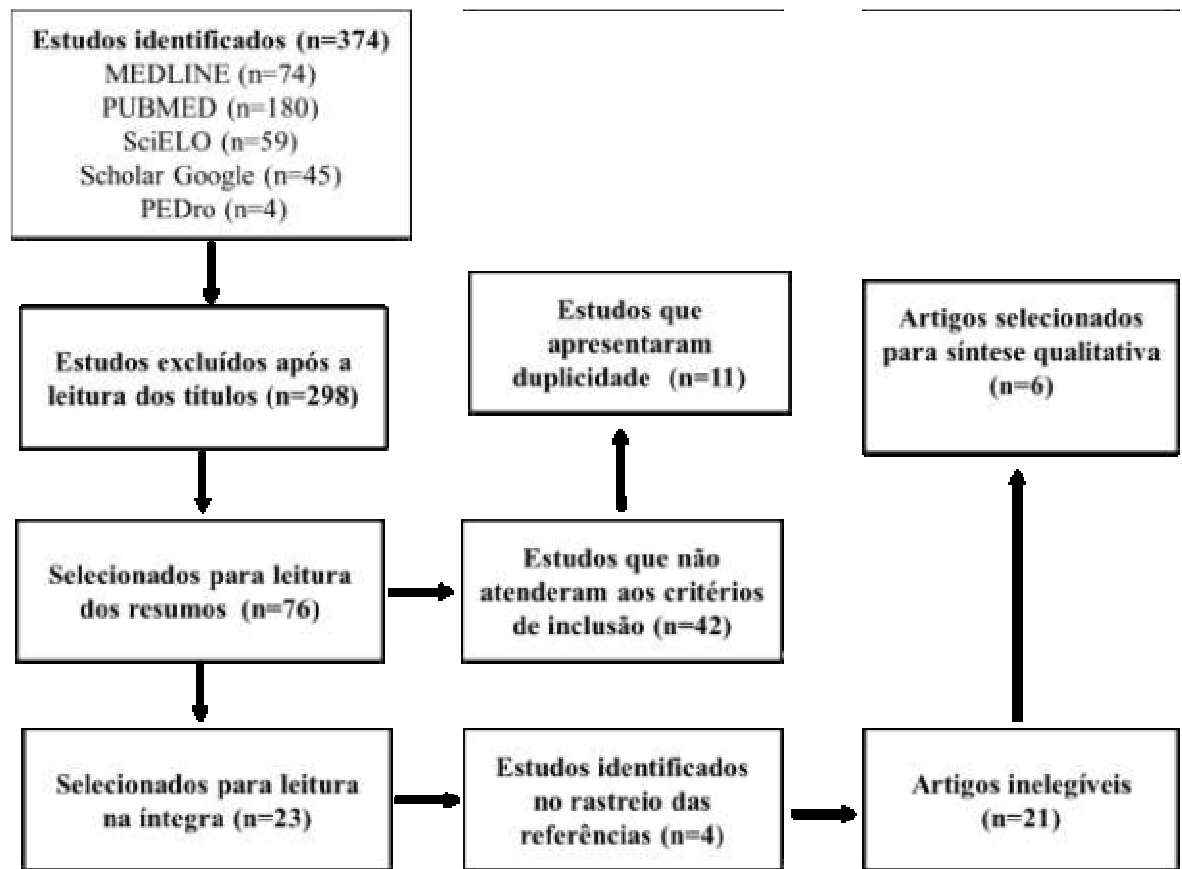 Estudos identificados (n=374)
MEDLINE (n=74)
PUBMED (n=180)
SciELO (n=59)
Scholar Google (n=45)
PEDro (n=4)
Estudos excluídos após a
leitura dos títulos (n=298)
Selecionados para leitura
dos resumos (n=76)
Estudos que não
atenderam aos critérios
de inclusão (n=42)
Estudos que
apresentaram
duplicidade (n=11)
Selecionados para leitura
na íntegra (n=23)
Estudos identificados
no rastreio das
referências (n=4)
Artigos inelegíveis
(n=21)
Artigos selecionados
para síntese qualitativa
(n=6)